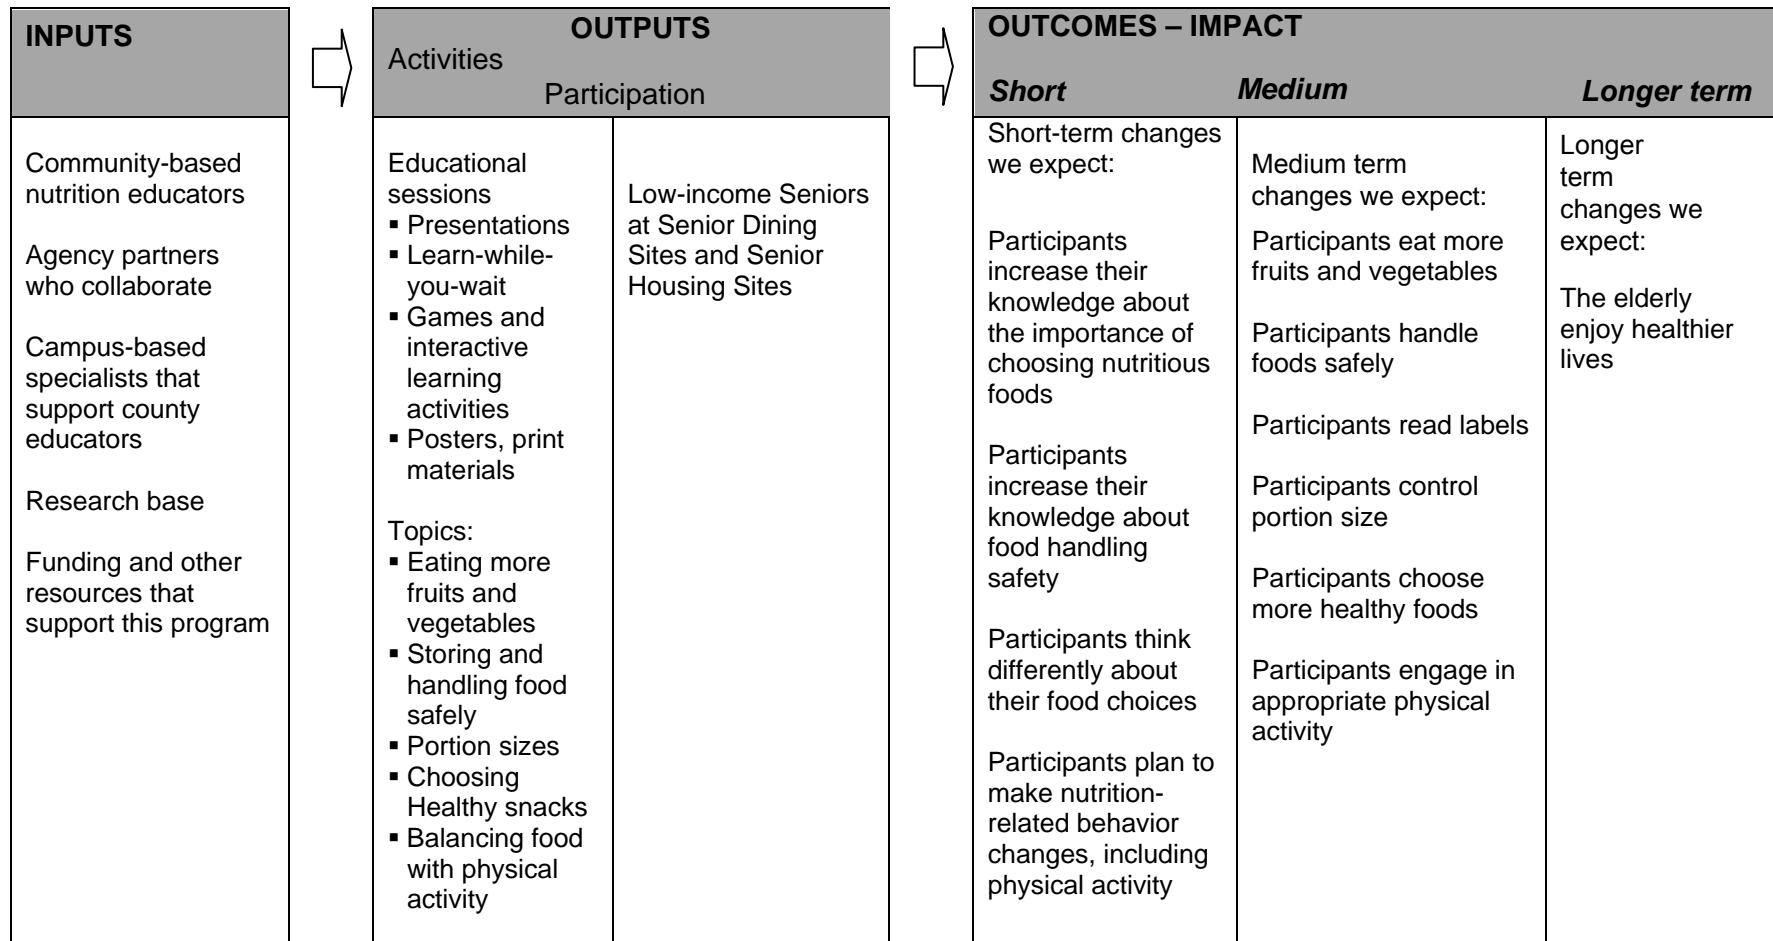 INPUTS
Community-based
nutrition educators
Agency partners
who collaborate
Campus-based
specialists that
support county
educators
Research base
Funding and other
resources that
support this program
OUTPUTS
Activities
Participation
Educational
sessions
▪ Presentations
▪ Learn-while-
you-wait
▪ Games and
interactive
learning
activities
▪ Posters, print
materials
Topics:
▪ Eating more
fruits and
vegetables
▪ Storing and
handling food
safely
▪ Portion sizes
▪ Choosing
Healthy snacks
▪ Balancing food
with physical
activity
Low-income Seniors
at Senior Dining
Sites and Senior
Housing Sites
OUTCOMES – IMPACT
Short
Medium
Longer term
Short-term changes
we expect:
Participants
increase their
knowledge about
the importance of
choosing nutritious
foods
Participants
increase their
knowledge about
food handling
safety
Participants think
differently about
their food choices
Participants plan to
make nutrition-
related behavior
changes, including
physical activity
Medium term
changes we expect:
Participants eat more
fruits and vegetables
Participants handle
foods safely
Participants read labels
Participants control
portion size
Participants choose
more healthy foods
Participants engage in
appropriate physical
activity
Longer
term
changes we
expect:
The elderly
enjoy healthier
lives